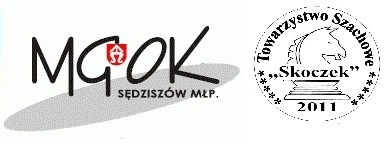 MGOK
SĘDZISZÓW MŁP.
Towarzystwo Szachowe
„Skoczek”
2011